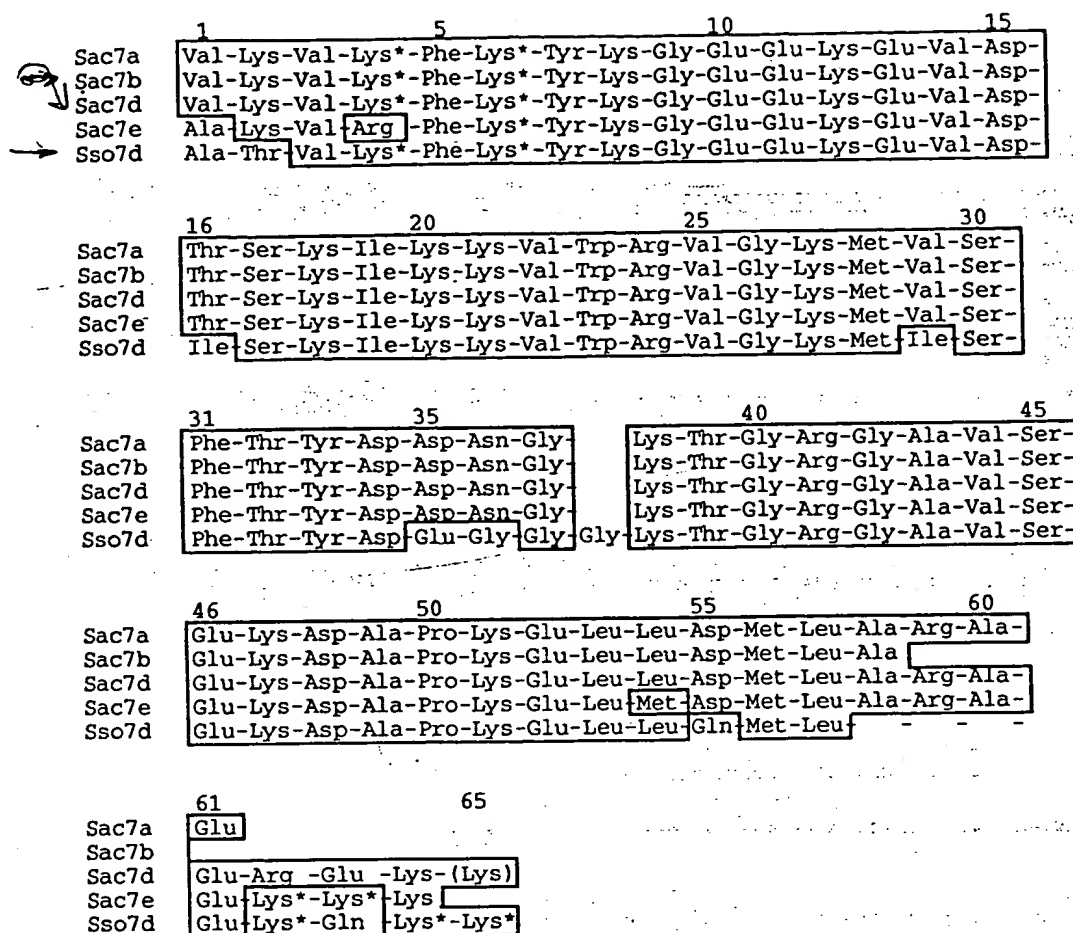 1 5 10 15
Sac7a Val-Lys-Val-Lys*-Phe-Lys*-Tyr-Lys-Gly-Glu-Glu-Lys-Glu-Val-Asp-
Sac7b Val-Lys-Val-Lys*-Phe-Lys*-Tyr-Lys-Gly-Glu-Glu-Lys-Glu-Val-Asp-
Sac7d Val-Lys-Val-Lys*-Phe-Lys*-Tyr-Lys-Gly-Glu-Glu-Lys-Glu-Val-Asp-
Sac7e Ala-Lys-Val-Arg-Phe-Lys*-Tyr-Lys-Gly-Glu-Glu-Lys-Glu-Val-Asp-
Sso7d Ala-Thr-Val-Lys*-Phe-Lys*-Tyr-Lys-Gly-Glu-Glu-Lys-Glu-Val-Asp-
16 20 25 30
Sac7a Thr-Ser-Lys-Ile-Lys-Lys-Val-Trp-Arg-Val-Gly-Lys-Met-Val-Ser-
Sac7b Thr-Ser-Lys-Ile-Lys-Lys-Val-Trp-Arg-Val-Gly-Lys-Met-Val-Ser-
Sac7d Thr-Ser-Lys-Ile-Lys-Lys-Val-Trp-Arg-Val-Gly-Lys-Met-Val-Ser-
Sac7e Thr-Ser-Lys-Ile-Lys-Lys-Val-Trp-Arg-Val-Gly-Lys-Met-Val-Ser-
Sso7d Ile-Ser-Lys-Ile-Lys-Lys-Val-Trp-Arg-Val-Gly-Lys-Met-Ile-Ser-
31 35 40 45
Sac7a Phe-Thr-Tyr-Asp-Asp-Asn-Gly- Lys-Thr-Gly-Arg-Gly-Ala-Val-Ser-
Sac7b Phe-Thr-Tyr-Asp-Asp-Asn-Gly- Lys-Thr-Gly-Arg-Gly-Ala-Val-Ser-
Sac7d Phe-Thr-Tyr-Asp-Asp-Asn-Gly- Lys-Thr-Gly-Arg-Gly-Ala-Val-Ser-
Sac7e Phe-Thr-Tyr-Asp-Asp-Asn-Gly- Lys-Thr-Gly-Arg-Gly-Ala-Val-Ser-
Sso7d Phe-Thr-Tyr-Asp-Glu-Gly-Gly-Gly-Lys-Thr-Gly-Arg-Gly-Ala-Val-Ser-
46 50 55 60
Sac7a Glu-Lys-Asp-Ala-Pro-Lys-Glu-Leu-Leu-Asp-Met-Leu-Ala-Arg-Ala-
Sac7b Glu-Lys-Asp-Ala-Pro-Lys-Glu-Leu-Leu-Asp-Met-Leu-Ala
Sac7d Glu-Lys-Asp-Ala-Pro-Lys-Glu-Leu-Leu-Asp-Met-Leu-Ala-Arg-Ala-
Sac7e Glu-Lys-Asp-Ala-Pro-Lys-Glu-Leu-Met-Asp-Met-Leu-Ala-Arg-Ala-
Sso7d Glu-Lys-Asp-Ala-Pro-Lys-Glu-Leu-Leu-Gln-Met-Leu- - - -
61 65
Sac7a Glu
Sac7b
Sac7d Glu-Arg -Glu -Lys-(Lys)
Sac7e Glu-Lys*-Lys*-Lys
Sso7d Glu-Lys*-Gln -Lys*-Lys*